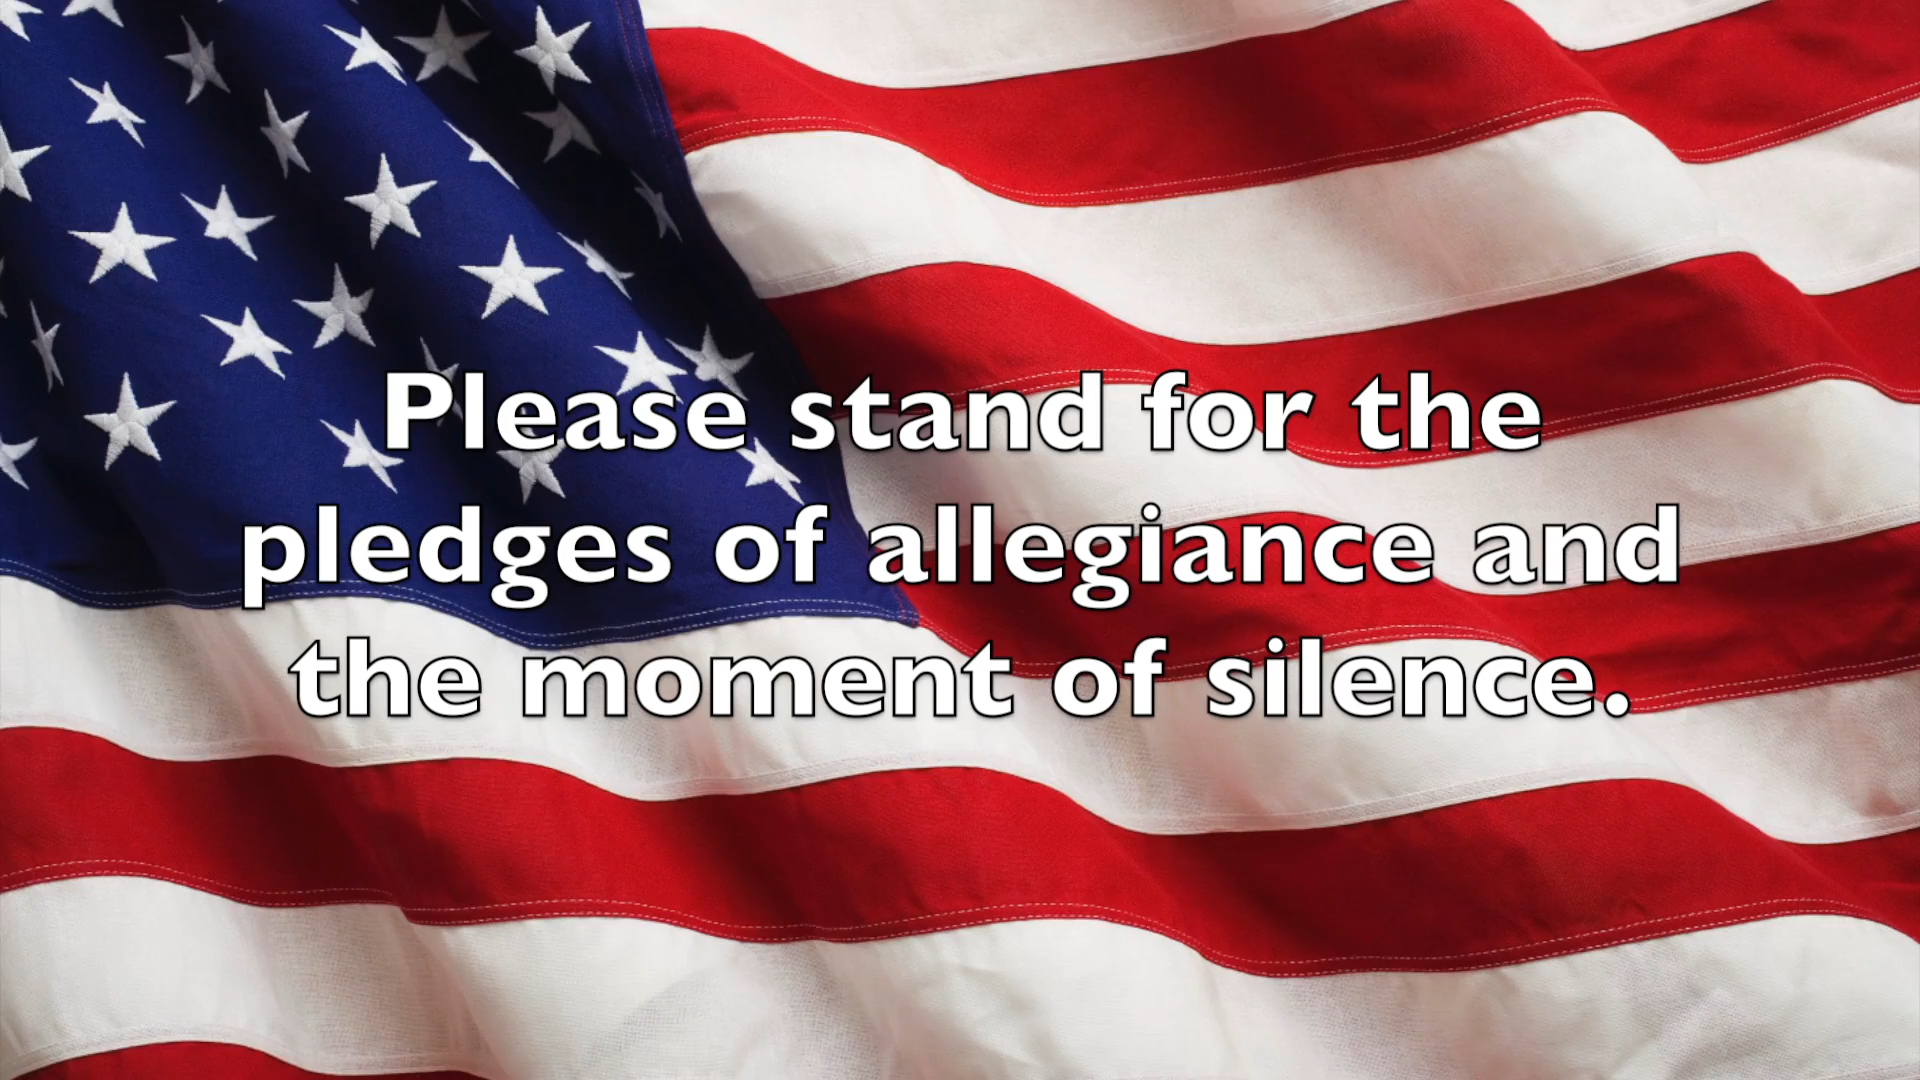 Please stand for the
pledges of allegiance and
the moment of silence.